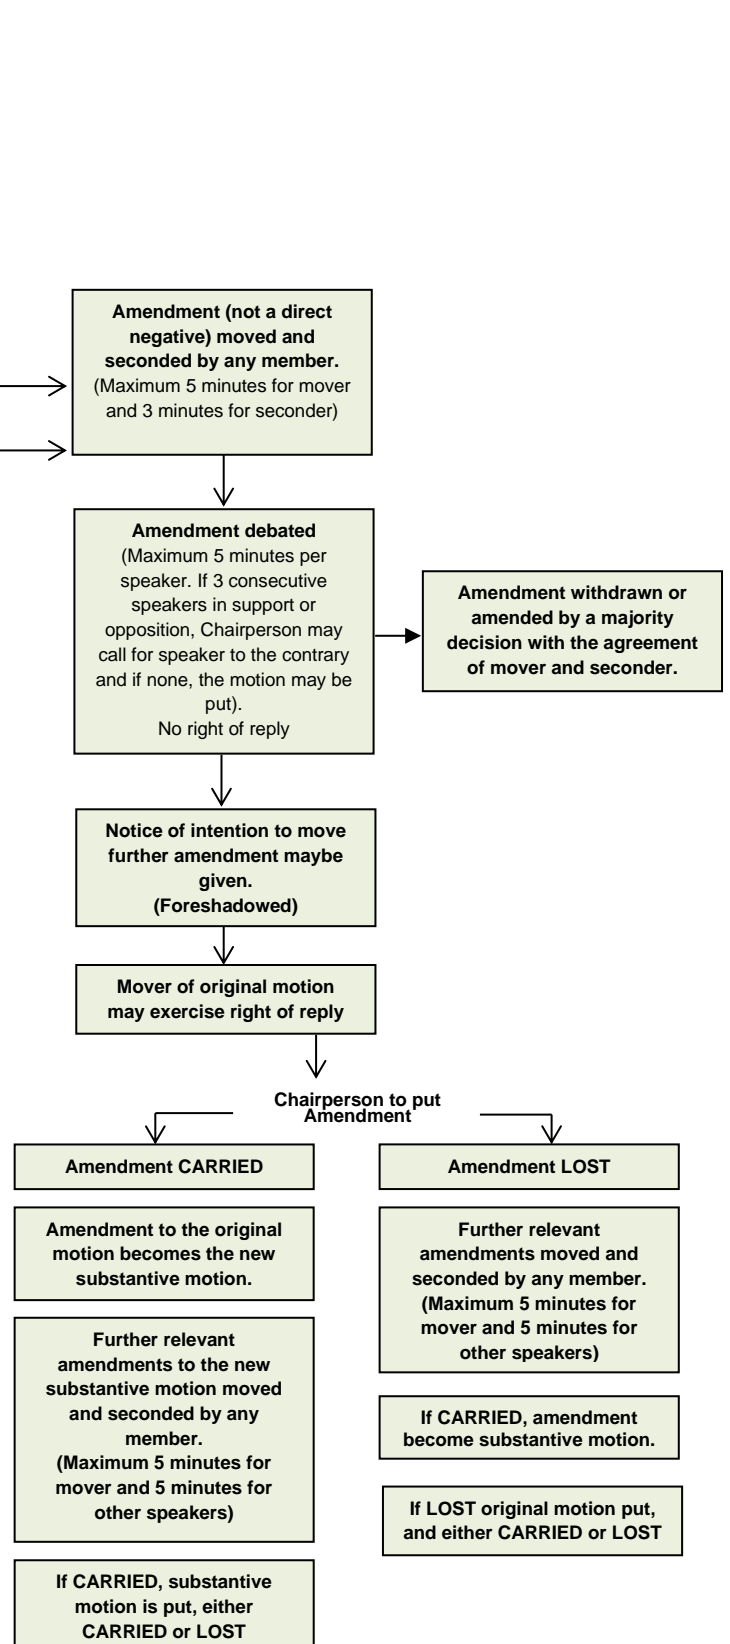 Amendment (not a direct
negative) moved and
seconded by any member.
(Maximum 5 minutes for mover
and 3 minutes for seconder)
Amendment debated
(Maximum 5 minutes per
speaker. If 3 consecutive
speakers in support or
opposition, Chairperson may
call for speaker to the contrary
and if none, the motion may be
put).
No right of reply
Amendment withdrawn or
amended by a majority
decision with the agreement
of mover and seconder.
Notice of intention to move
further amendment maybe
given.
(Foreshadowed)
Mover of original motion
may exercise right of reply
Chairperson to put
Amendment
Amendment CARRIED
Amendment to the original
motion becomes the new
substantive motion.
Further relevant
amendments to the new
substantive motion moved
and seconded by any
member.
(Maximum 5 minutes for
mover and 5 minutes for
other speakers)
If CARRIED, substantive
motion is put, either
CARRIED or LOST
Amendment LOST
Further relevant
amendments moved and
seconded by any member.
(Maximum 5 minutes for
mover and 5 minutes for
other speakers)
If CARRIED, amendment
become substantive motion.
If LOST original motion put,
and either CARRIED or LOST